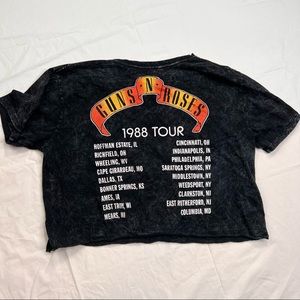 GUNS N' ROSES
1988 TOUR
HOFFMAN ESTATE, IL
RICHFIELD, OH
WHEELING, WV
CAPE GIRARDEAU, MO
DALLAS, TX
BONNER SPRINGS, KS
AMES, IA
EAST TROY, WI
MEARS, MI
CINCINNATI, OH
INDIANAPOLIS, IN
PHILADELPHIA, PA
SARATOGA SPRINGS, NY
MIDDLETOWN, NY
WEEDSPORT, NY
CLARKSTON, MI
EAST RUTHERFORD, NJ
COLUMBIA, MD